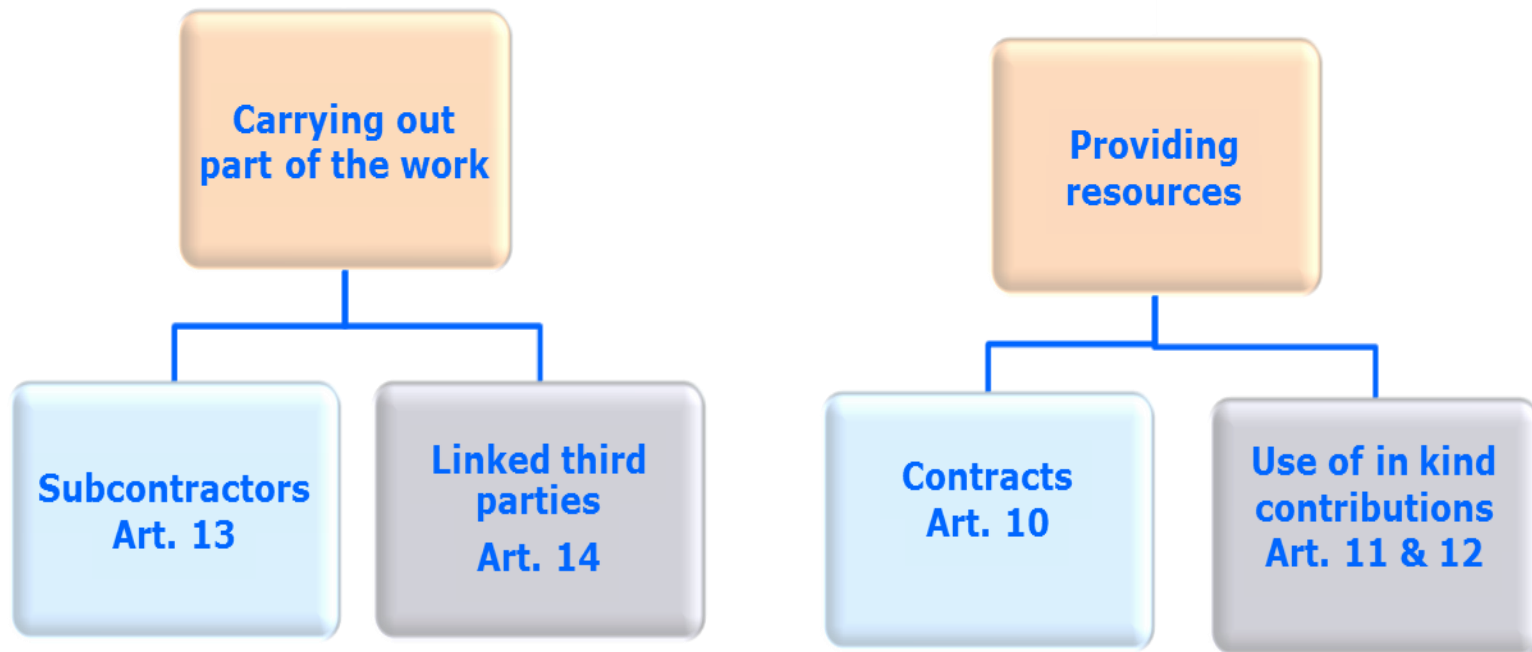 Carrying out
part of the work
Subcontractors
Art. 13
Linked third
parties
Art. 14
Providing
resources
Contracts
Art. 10
Use of in kind
contributions
Art. 11 & 12